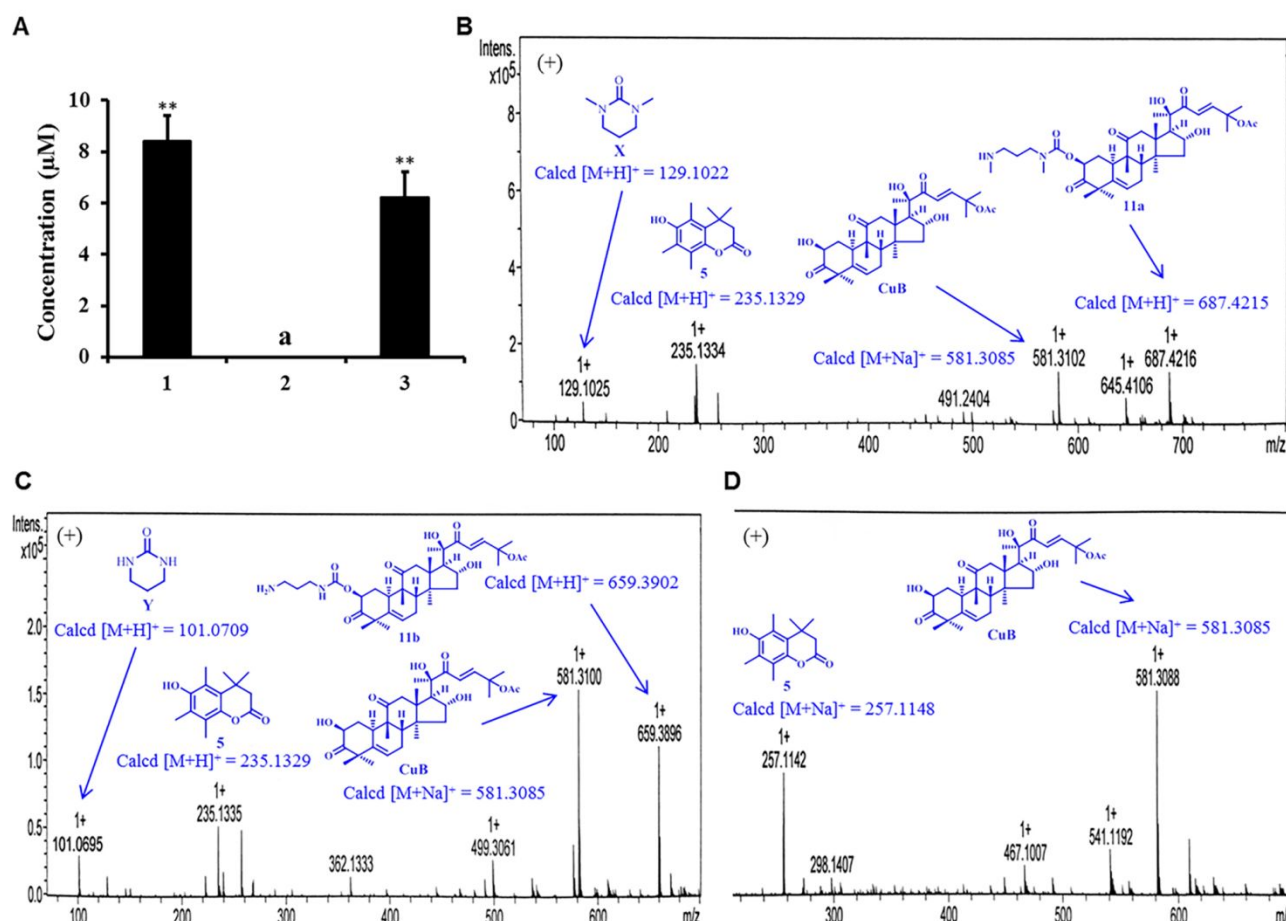 A
Concentration (μM)
10
8
6
4
2
0
**
a
**
1
2
3
B
Intens.
x10⁵
(+)
8
6
4
2
0
X
Calcd [M+H]⁺ = 129.1022
HO
O
O
5
Calcd [M+H]⁺ = 235.1329
CuB
Calcd [M+Na]⁺ = 581.3085
11a
Calcd [M+H]⁺ = 687.4215
1+
129.1025
1+
235.1334
491.2404
1+
581.3102
1+
645.4106
1+
687.4216
100
200
300
400
500
600
700
m/z
C
Intens.
x10⁵
(+)
2.0
1.5
1.0
0.5
0.0
Y
Calcd [M+H]⁺ = 101.0709
5
Calcd [M+H]⁺ = 235.1329
11b
Calcd [M+H]⁺ = 659.3902
CuB
Calcd [M+Na]⁺ = 581.3085
1+
101.0695
1+
235.1335
362.1333
1+
499.3061
1+
581.3100
1+
659.3896
100
200
300
400
500
600
m/z
D
(+)
5
Calcd [M+Na]⁺ = 257.1148
CuB
Calcd [M+Na]⁺ = 581.3085
1+
257.1142
298.1407
1+
467.1007
1+
541.1192
1+
581.3088
200
300
400
500
600
m/z